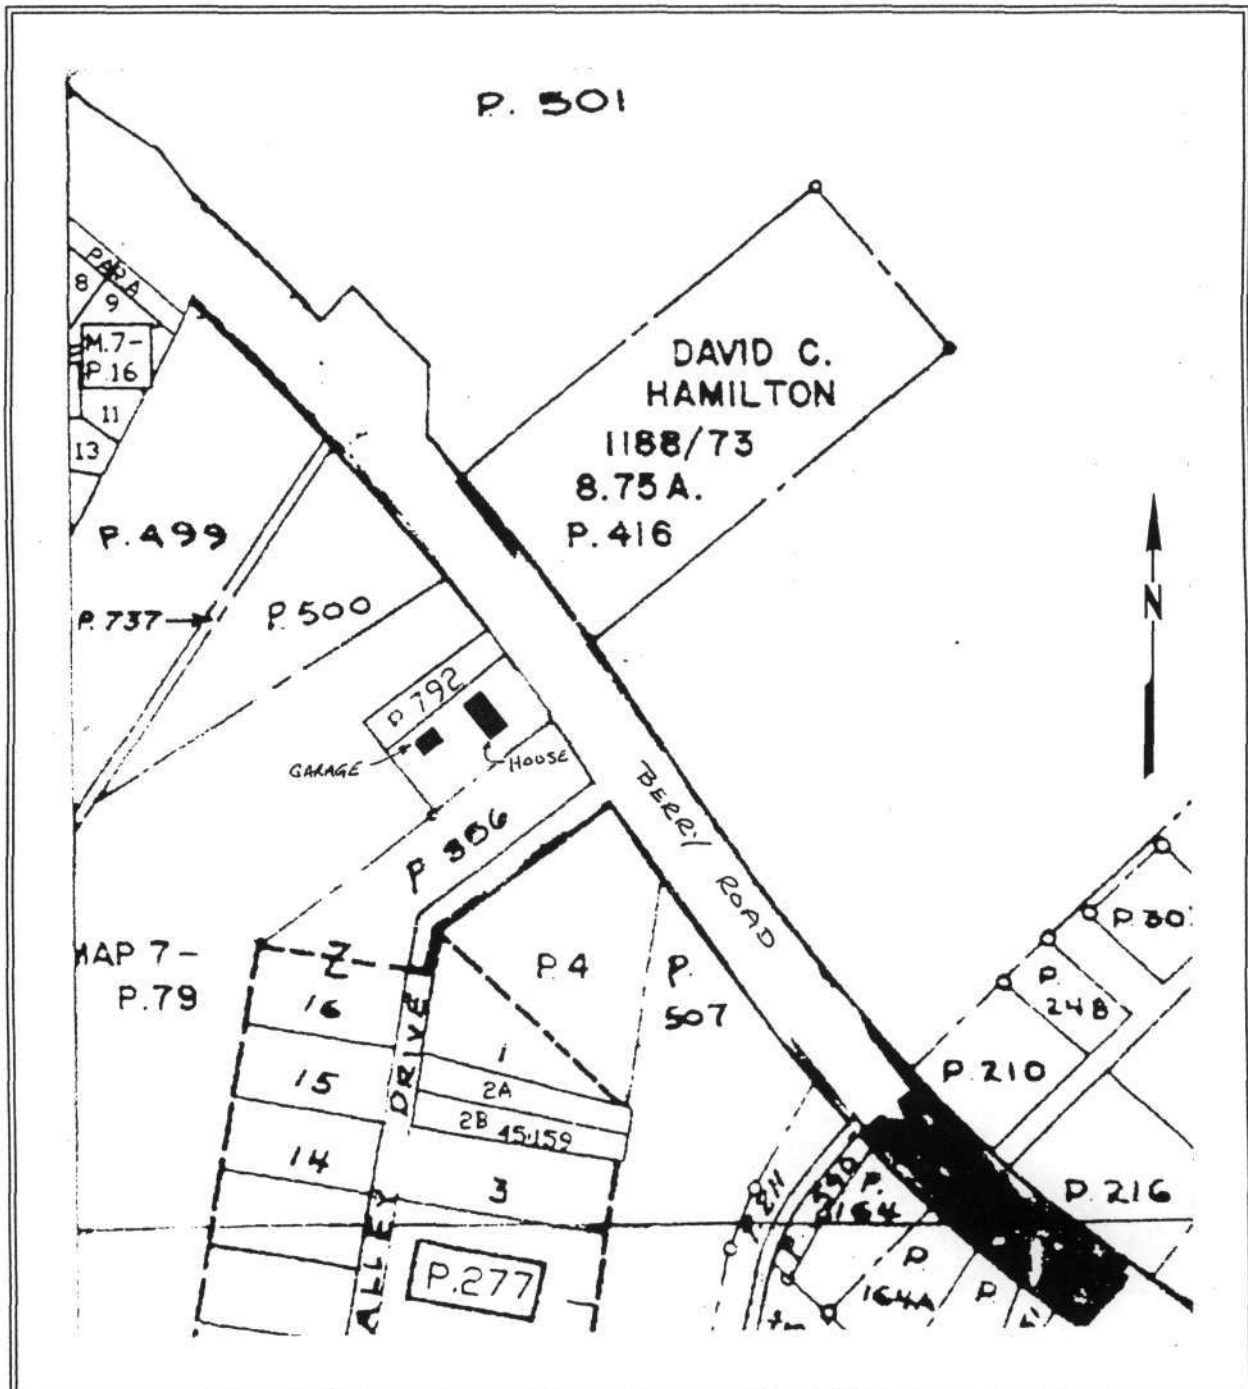 P. 501
PARA
8
9
M.7-
P.16
11
13
DAVID C.
HAMILTON
1188/73
8.75 A.
P. 416
P. 499
P. 737
P. 500
N
P. 792
GARAGE
HOUSE
BERRY ROAD
P 356
MAP 7-
P. 79
P. 4
P.
507
P. 30
P.
248
P. 210
16
DRIVE
1
15
2A
2B 45·159
14
3
P.
164
P. 216
ALLEY
P.277
P.
164A
P.